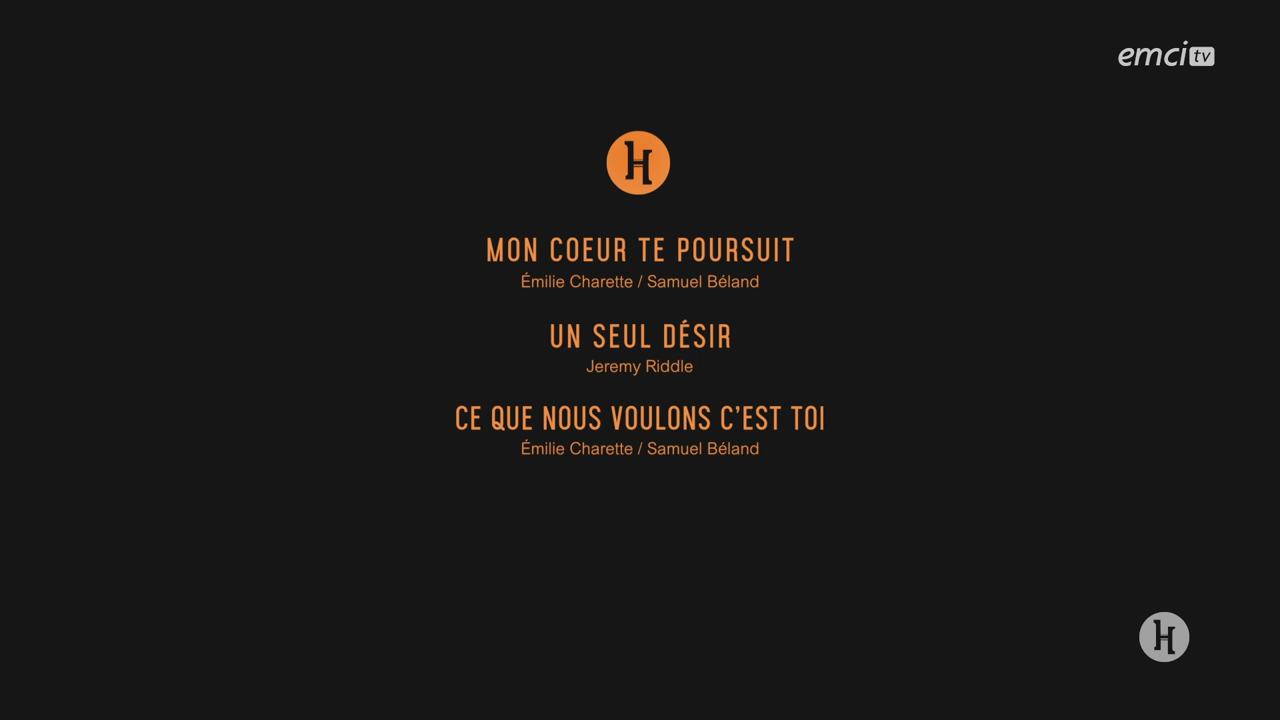 emci tv
H
MON COEUR TE POURSUIT
Émilie Charette / Samuel Béland
UN SEUL DÉSIR
Jeremy Riddle
CE QUE NOUS VOULONS C’EST TOI
Émilie Charette / Samuel Béland
H